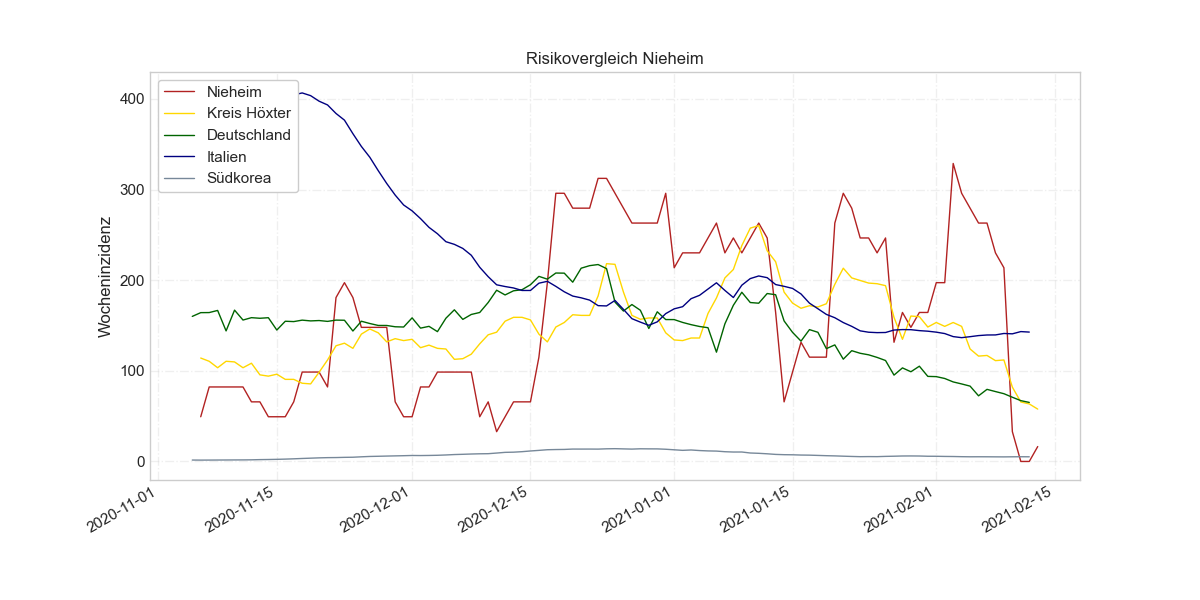 Risikovergleich Nieheim
Nieheim
Kreis Höxter
Deutschland
Italien
Südkorea
Wocheninzidenz
400
300
200
100
0
2020-11-01
2020-11-15
2020-12-01
2020-12-15
2021-01-01
2021-01-15
2021-02-01
2021-02-15